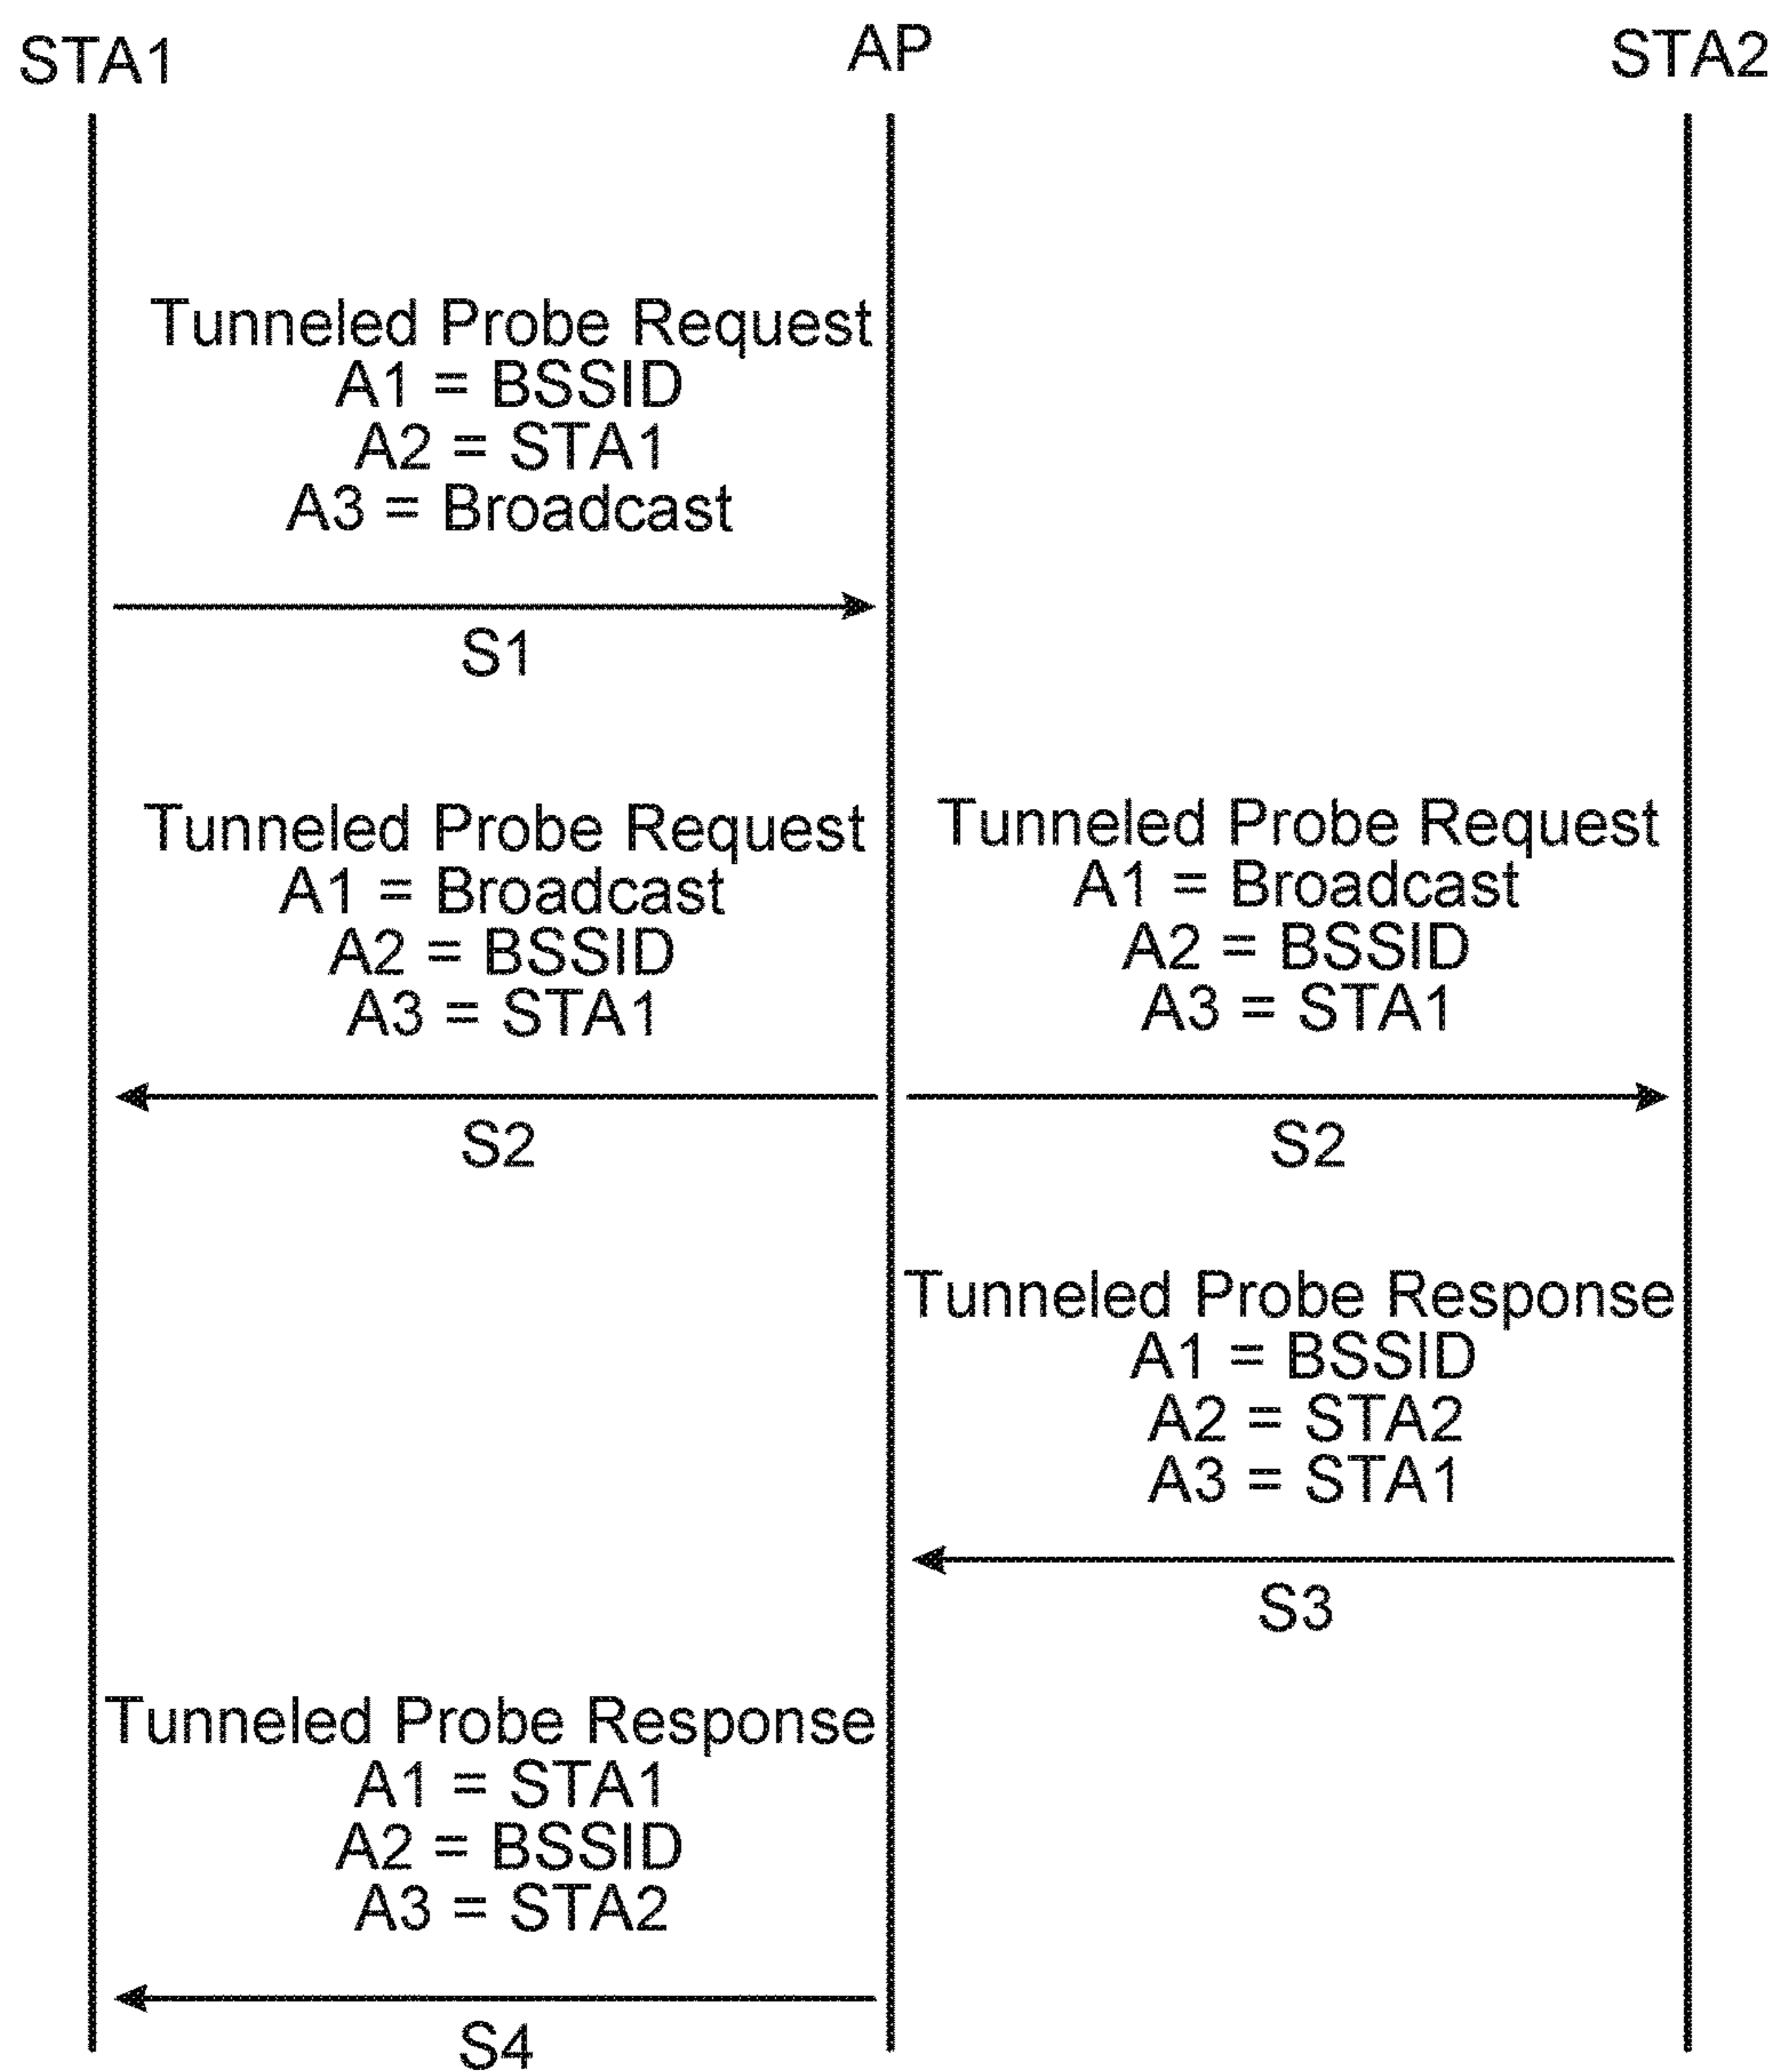 STA1
AP
STA2
Tunneled Probe Request
A1 = BSSID
A2 = STA1
A3 = Broadcast
S1
Tunneled Probe Request
A1 = Broadcast
A2 = BSSID
A3 = STA1
S2
Tunneled Probe Request
A1 = Broadcast
A2 = BSSID
A3 = STA1
S2
Tunneled Probe Response
A1 = BSSID
A2 = STA2
A3 = STA1
S3
Tunneled Probe Response
A1 = STA1
A2 = BSSID
A3 = STA2
S4